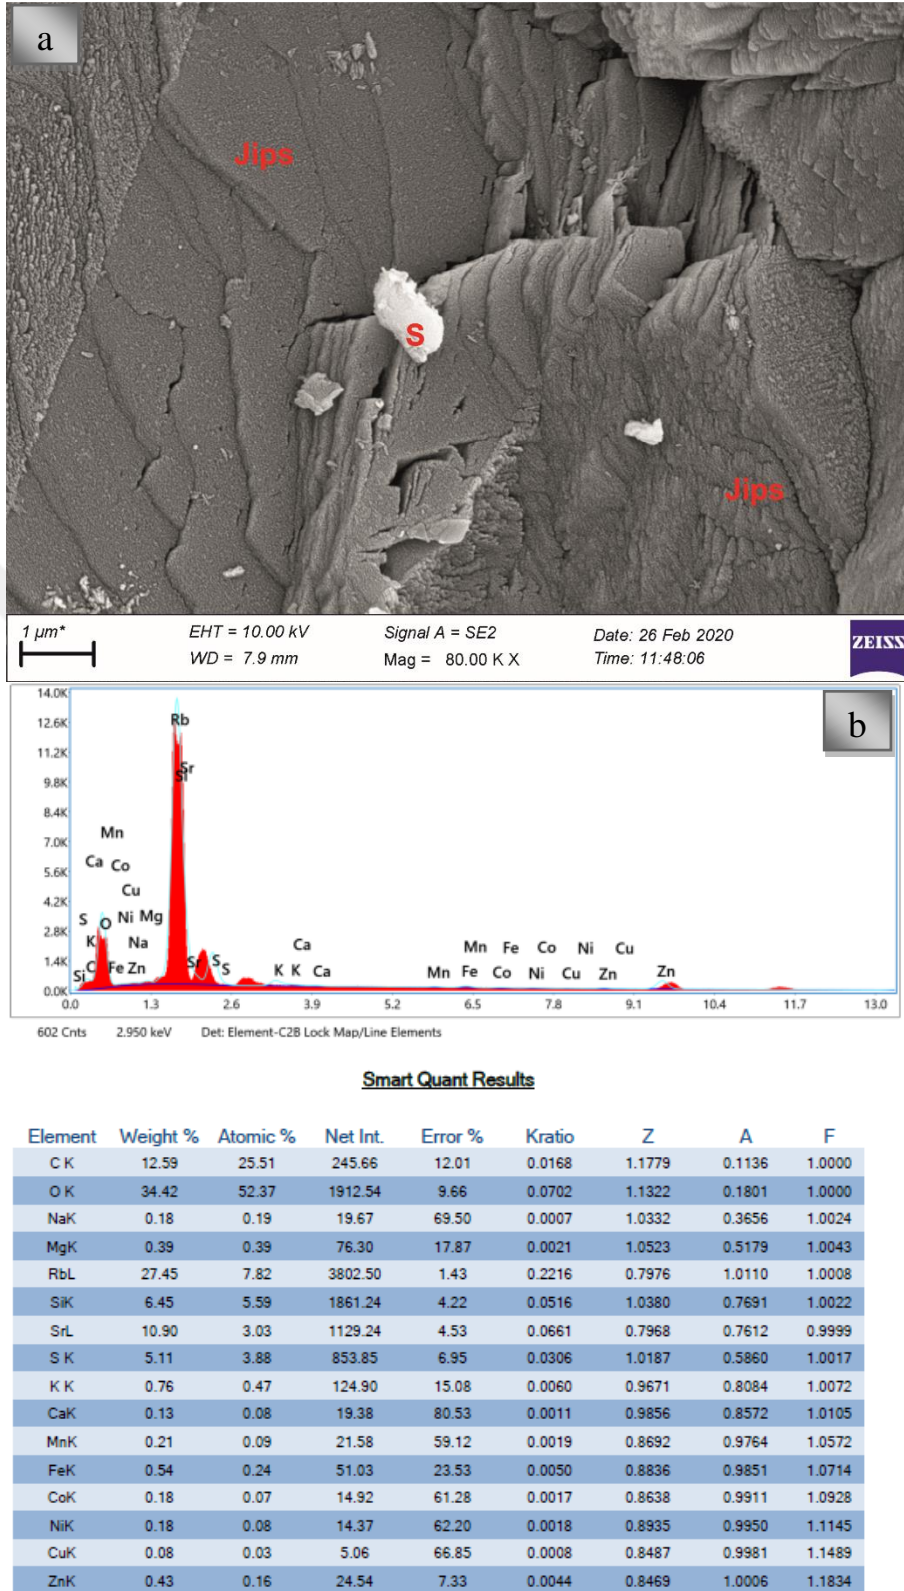 a
Jips
S
Jips
1 µm*
EHT = 10.00 kV
Signal A = SE2
Date: 26 Feb 2020
ZEISS
WD = 7.9 mm
Mag = 80.00 K X
Time: 11:48:06
b
14.0K
12.6K
11.2K
9.8K
8.4K
7.0K
5.6K
4.2K
2.8K
1.4K
0.0K
Rb
Sr
Si
Mn
Ca Co
Cu
S Ni Mg
O
K Na
Si C Fe Zn
Sr S S
K K Ca
Ca
Mn Fe Co Ni Cu
Mn Fe Co Ni Cu Zn Zn
0.0 1.3 2.6 3.9 5.2 6.5 7.8 9.1 10.4 11.7 13.0
602 Cnts 2.950 keV Det: Element-C2B Lock Map/Line Elements
Smart Quant Results
Element Weight % Atomic % Net Int. Error % Kratio Z A F
C K 12.59 25.51 245.66 12.01 0.0168 1.1779 0.1136 1.0000
O K 34.42 52.37 1912.54 9.66 0.0702 1.1322 0.1801 1.0000
NaK 0.18 0.19 19.67 69.50 0.0007 1.0332 0.3656 1.0024
MgK 0.39 0.39 76.30 17.87 0.0021 1.0523 0.5179 1.0043
RbL 27.45 7.82 3802.50 1.43 0.2216 0.7976 1.0110 1.0008
SiK 6.45 5.59 1861.24 4.22 0.0516 1.0380 0.7691 1.0022
SrL 10.90 3.03 1129.24 4.53 0.0661 0.7968 0.7612 0.9999
S K 5.11 3.88 853.85 6.95 0.0306 1.0187 0.5860 1.0017
K K 0.76 0.47 124.90 15.08 0.0060 0.9671 0.8084 1.0072
CaK 0.13 0.08 19.38 80.53 0.0011 0.9856 0.8572 1.0105
MnK 0.21 0.09 21.58 59.12 0.0019 0.8692 0.9764 1.0572
FeK 0.54 0.24 51.03 23.53 0.0050 0.8836 0.9851 1.0714
CoK 0.18 0.07 14.92 61.28 0.0017 0.8638 0.9911 1.0928
NiK 0.18 0.08 14.37 62.20 0.0018 0.8935 0.9950 1.1145
CuK 0.08 0.03 5.06 66.85 0.0008 0.8487 0.9981 1.1489
ZnK 0.43 0.16 24.54 7.33 0.0044 0.8469 1.0006 1.1834